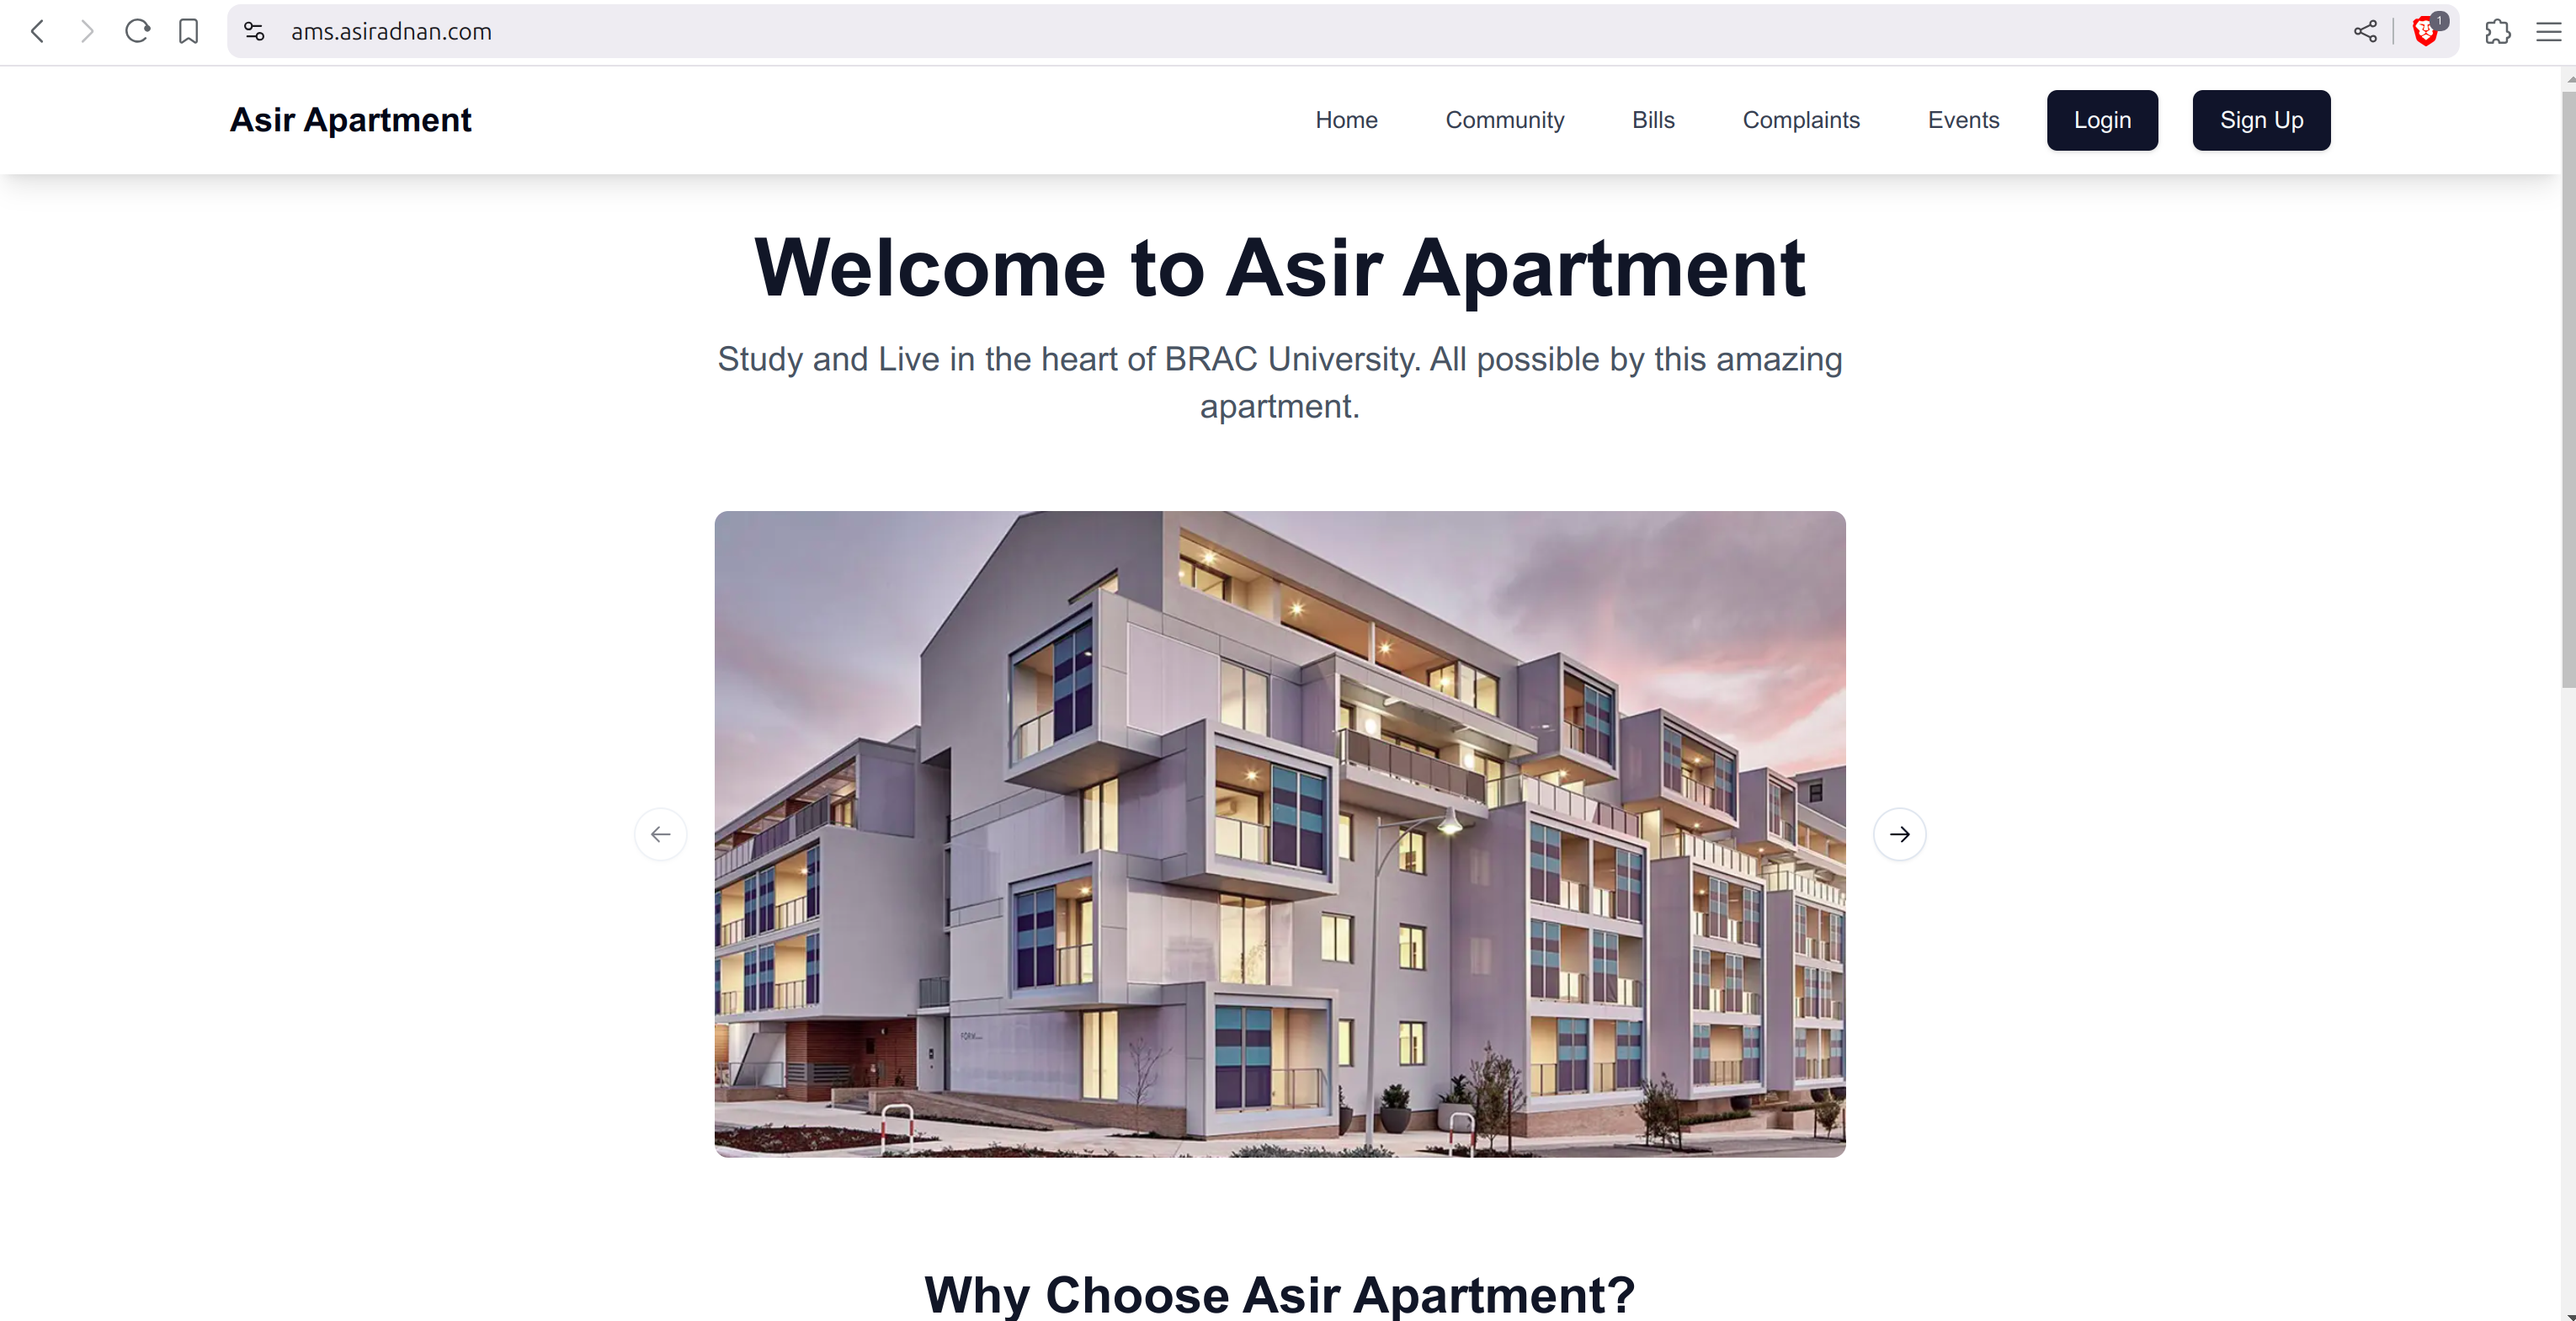 ams.asiradnan.com
1
Asir Apartment
Home
Community
Bills
Complaints
Events
Login
Sign Up
Welcome to Asir Apartment
Study and Live in the heart of BRAC University. All possible by this amazing
apartment.
FORM
Why Choose Asir Apartment?